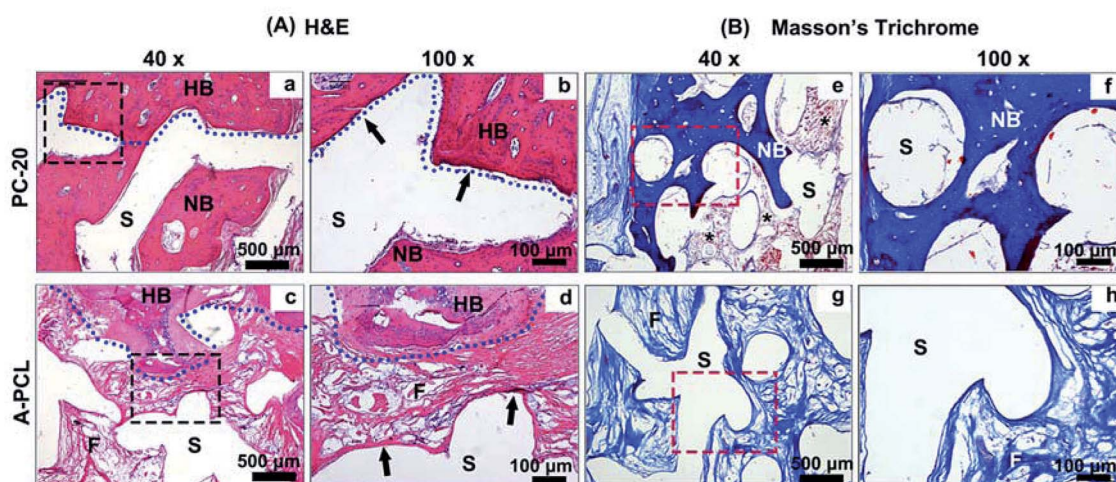 (A) H&E
(B) Masson's Trichrome
40 x
100 x
40 x
100 x
PC-20
a
HB
S
NB
500 µm
b
HB
S
NB
100 µm
e
*
NB
S
*
*
500 µm
f
NB
S
100 µm
A-PCL
c
HB
F
S
500 µm
d
HB
F
S
100 µm
g
F
S
500 µm
h
S
F
100 µm